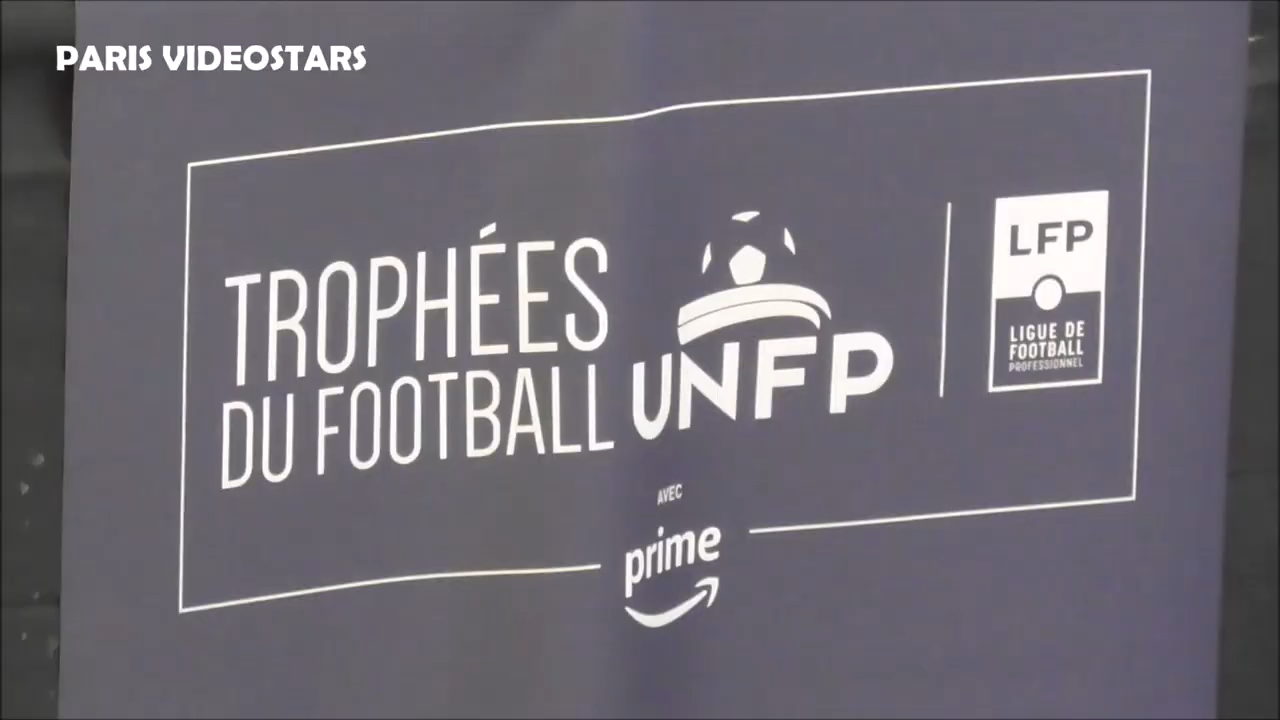 PARIS VIDEOSTARS
TROPHÉES
DU FOOTBALL UNFP
LFP
LIGUE DE
FOOTBALL
PROFESSIONNEL
AVEC
prime